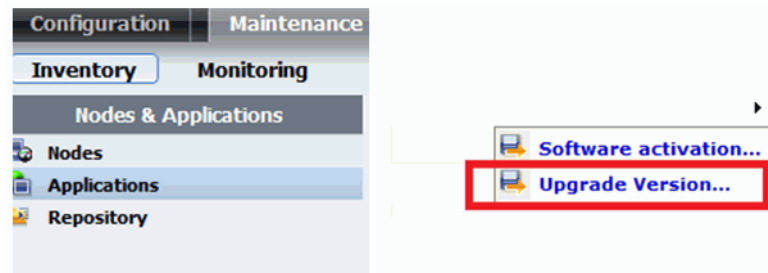 Configuration Maintenance
Inventory Monitoring
Nodes & Applications
Nodes
Applications
Repository
Software activation...
Upgrade Version...